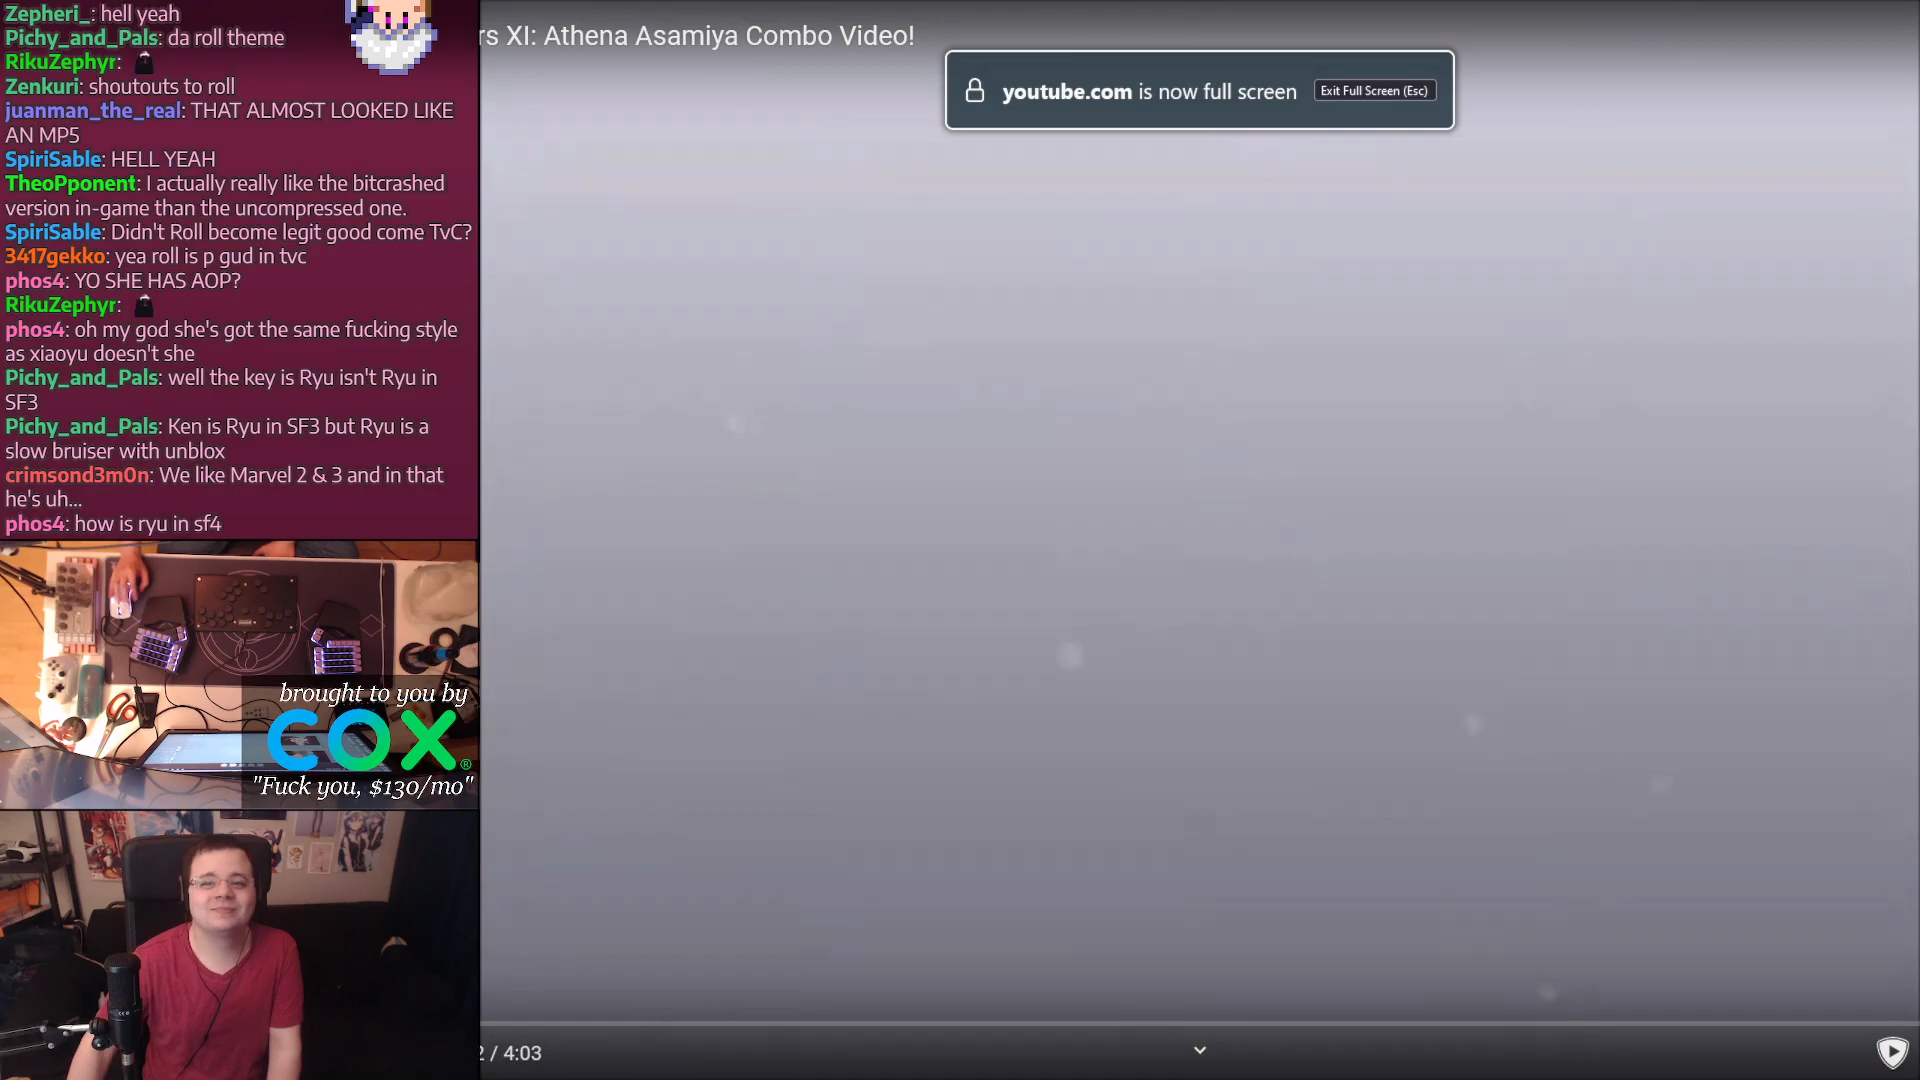 Zepheri_: hell yeah
Pichy_and_Pals: da roll theme
RikuZephyr:
Zenkuri: shoutouts to roll
juanman_the_real: THAT ALMOST LOOKED LIKE
AN MP5
SpiriSable: HELL YEAH
TheoPponent: I actually really like the bitcrashed
version in-game than the uncompressed one.
SpiriSable: Didn't Roll become legit good come TvC?
3417gekko: yea roll is p gud in tvc
phos4: YO SHE HAS AOP?
RikuZephyr:
phos4: oh my god she's got the same fucking style
as xiaoyu doesn't she
Pichy_and_Pals: well the key is Ryu isn't Ryu in
SF3
Pichy_and_Pals: Ken is Ryu in SF3 but Ryu is a
slow bruiser with unblox
crimsond3m0n: We like Marvel 2 & 3 and in that
he's uh...
phos4: how is ryu in sf4
brought to you by
COX®
"Fuck you, $130/mo"
rs XI: Athena Asamiya Combo Video!
youtube.com is now full screen
Exit Full Screen (Esc)
2 / 4:03